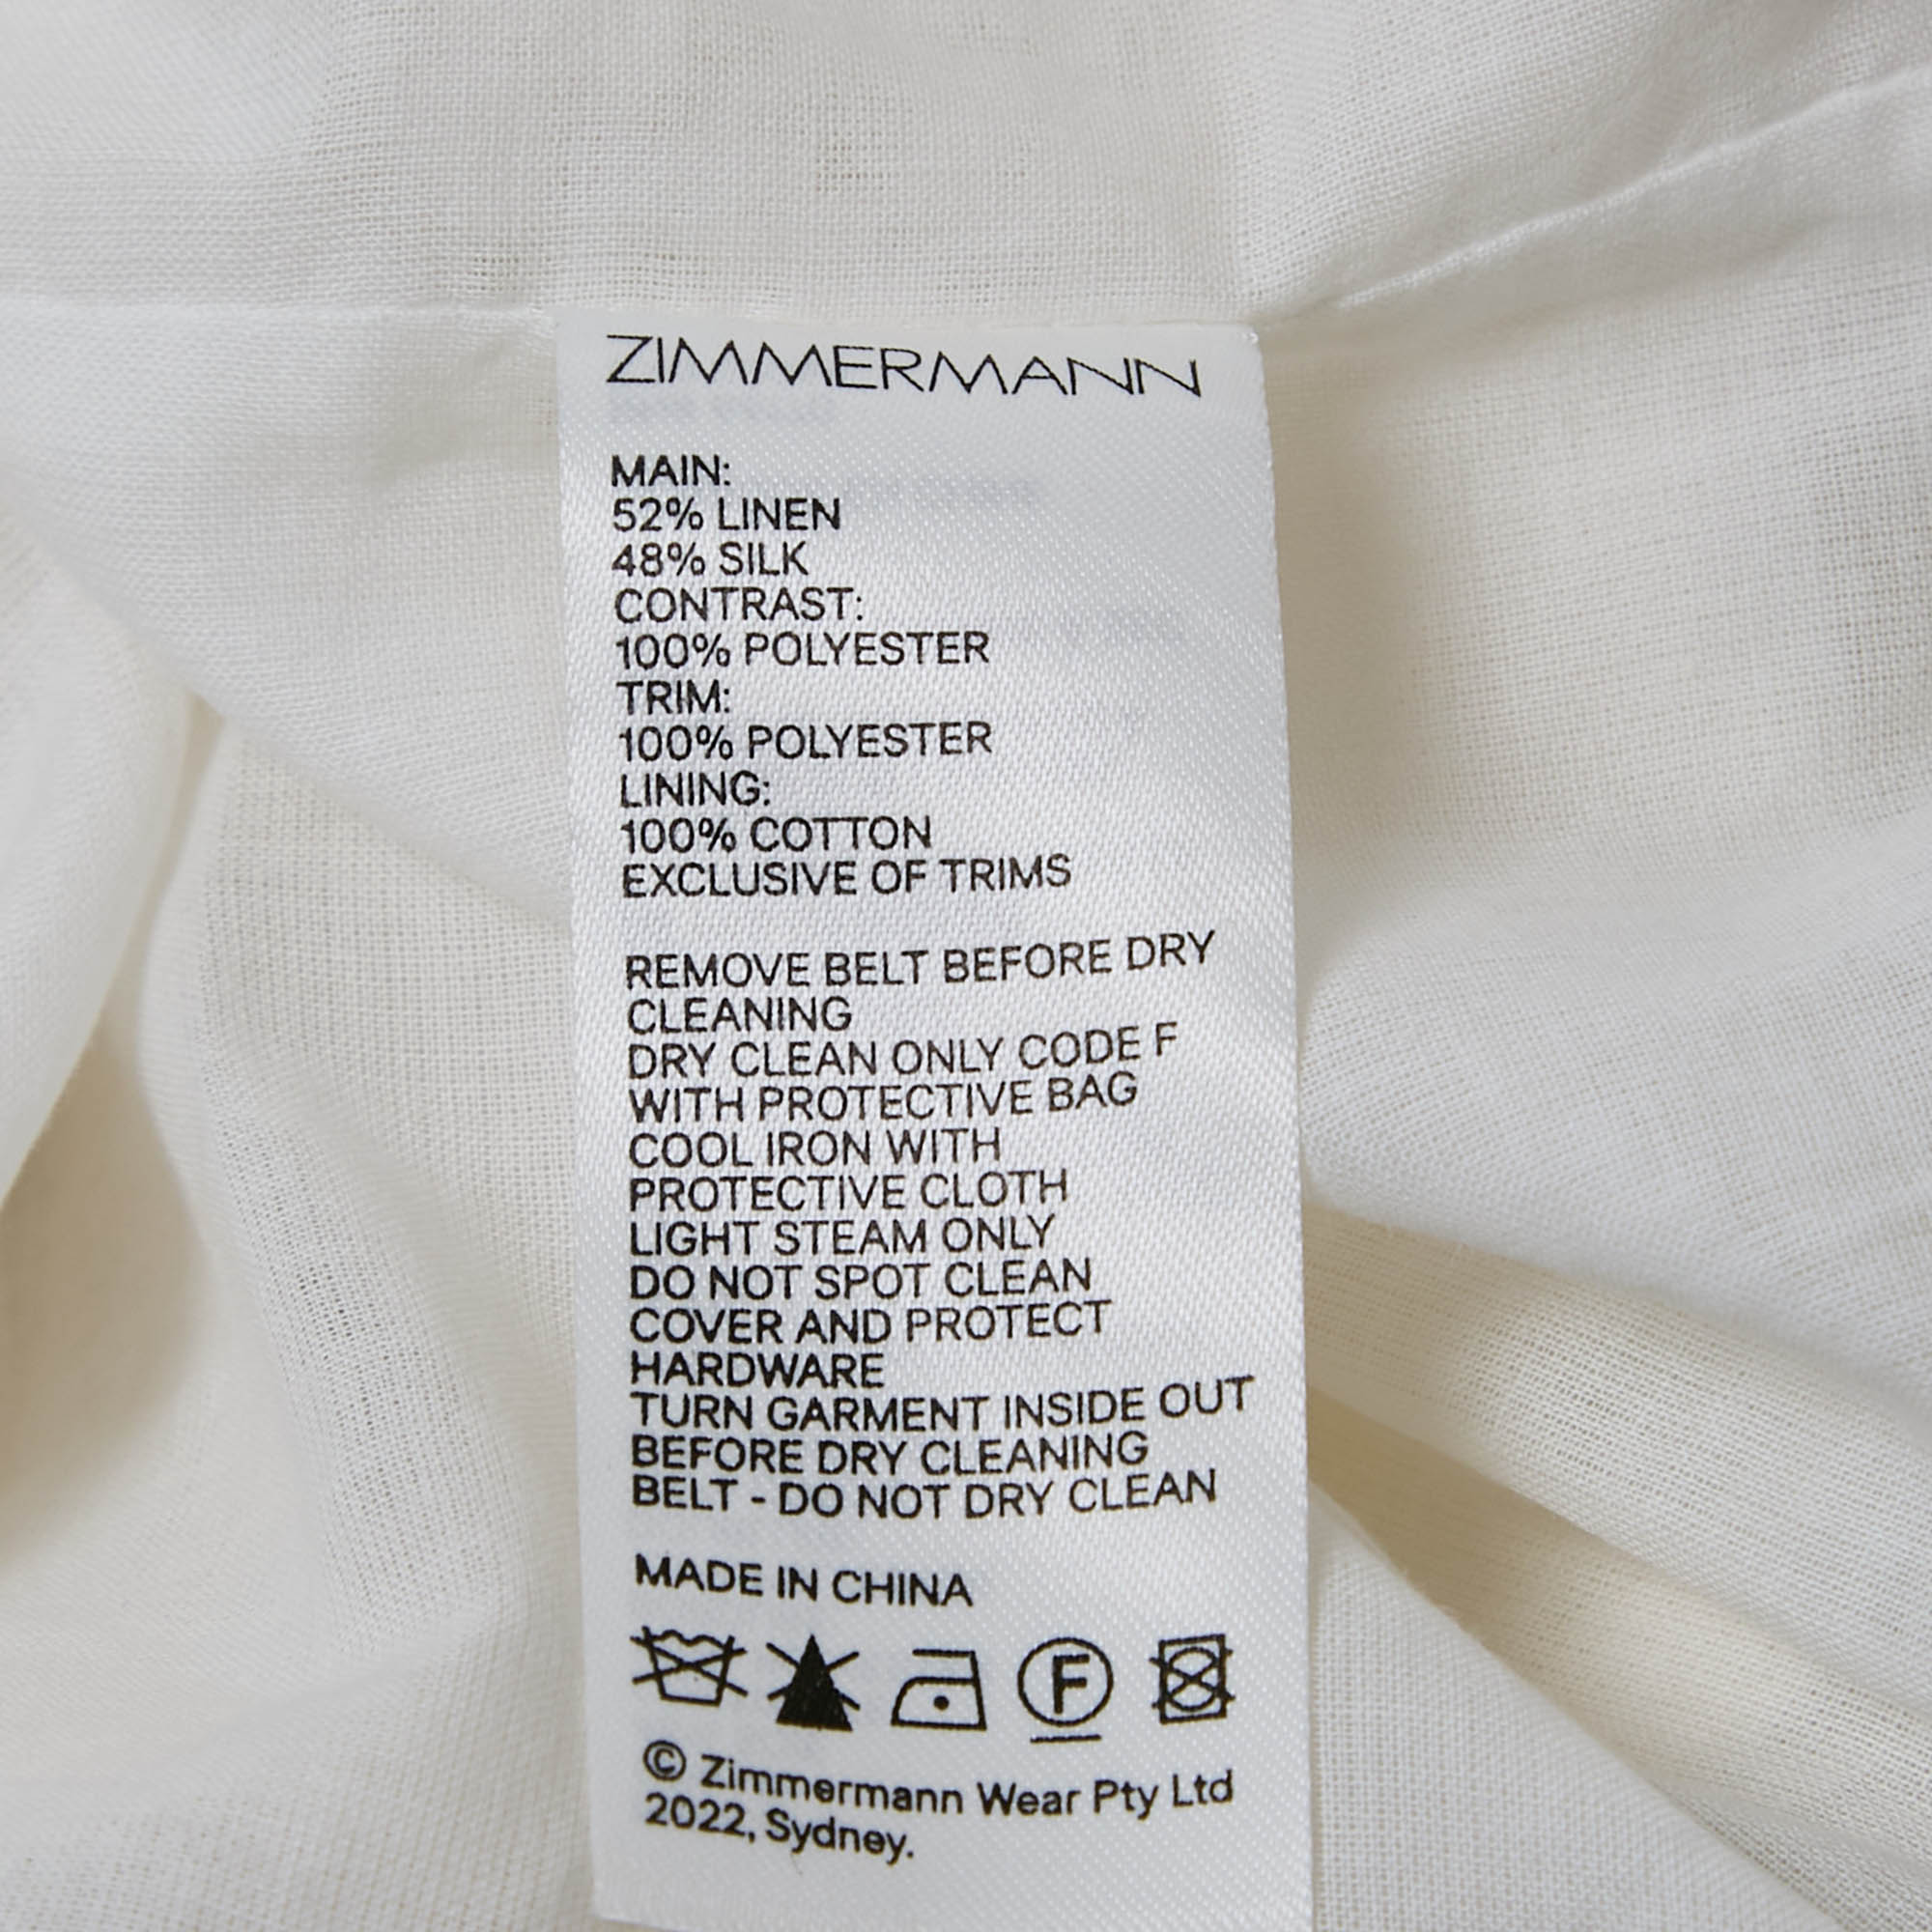 ZIMMERMANN
MAIN:
52% LINEN
48% SILK
CONTRAST:
100% POLYESTER
TRIM:
100% POLYESTER
LINING:
100% COTTON
EXCLUSIVE OF TRIMS
REMOVE BELT BEFORE DRY
CLEANING
DRY CLEAN ONLY CODE F
WITH PROTECTIVE BAG
COOL IRON WITH
PROTECTIVE CLOTH
LIGHT STEAM ONLY
DO NOT SPOT CLEAN
COVER AND PROTECT
HARDWARE
TURN GARMENT INSIDE OUT
BEFORE DRY CLEANING
BELT - DO NOT DRY CLEAN
MADE IN CHINA
F
© Zimmermann Wear Pty Ltd
2022, Sydney.